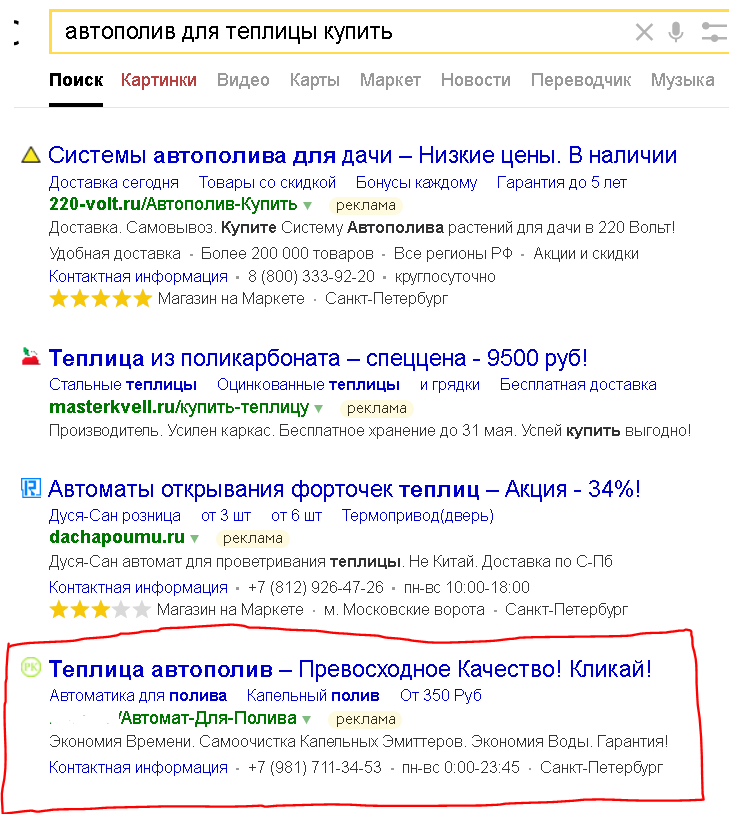 автополив для теплицы купить
Поиск Картинки Видео Карты Маркет Новости Переводчик Музыка
Системы автополива для дачи – Низкие цены. В наличии
Доставка сегодня Товары со скидкой Бонусы каждому Гарантия до 5 лет
220-volt.ru/Автополив-Купить реклама
Доставка. Самовывоз. Купите Систему Автополива растений для дачи в 220 Вольт!
Удобная доставка · Более 200 000 товаров · Все регионы РФ · Акции и скидки
Контактная информация · 8 (800) 333-92-20 · круглосуточно
Магазин на Маркете · Санкт-Петербург
Теплица из поликарбоната – спеццена - 9500 руб!
Стальные теплицы Оцинкованные теплицы и грядки Бесплатная доставка
masterkvell.ru/купить-теплицу реклама
Производитель. Усилен каркас. Бесплатное хранение до 31 мая. Успей купить выгодно!
Автоматы открывания форточек теплиц – Акция - 34%!
Дуся-Сан розница от 3 шт от 6 шт Термопривод(дверь)
dachapoumu.ru реклама
Дуся-Сан автомат для проветривания теплицы. Не Китай. Доставка по С-Пб
Контактная информация · +7 (812) 926-47-26 · пн-вс 10:00-18:00
Магазин на Маркете · м. Московские ворота · Санкт-Петербург
РК Теплица автополив – Превосходное Качество! Кликай!
Автоматика для полива Капельный полив От 350 Руб
/Автомат-Для-Полива реклама
Экономия Времени. Самоочистка Капельных Эмиттеров. Экономия Воды. Гарантия!
Контактная информация · +7 (981) 711-34-53 · пн-вс 0:00-23:45 · Санкт-Петербург